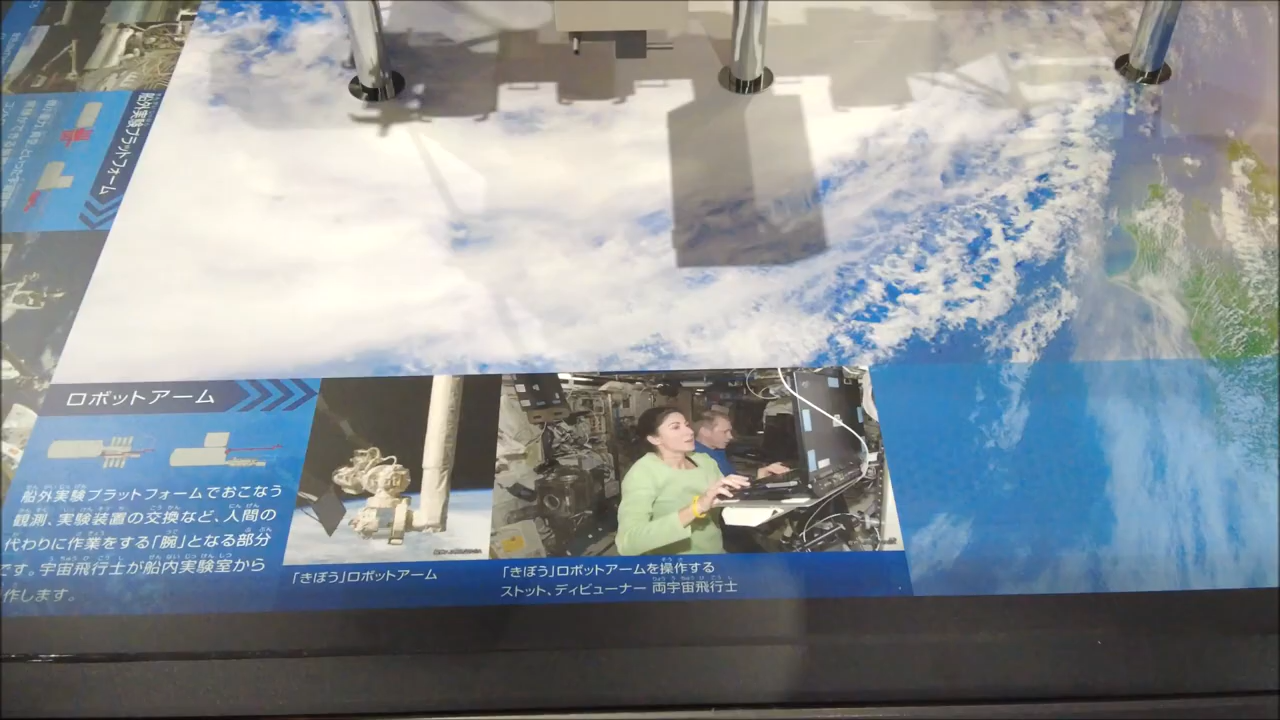 船外実験プラットフォーム
ロボットアーム
船外実験プラットフォームでおこなう
観測、実験装置の交換など、人間の
代わりに作業をする「腕」となる部分
です。宇宙飛行士が船内実験室から
作します。
「きぼう」ロボットアーム
「きぼう」ロボットアームを操作する
ストット、ディビューナー 両宇宙飛行士